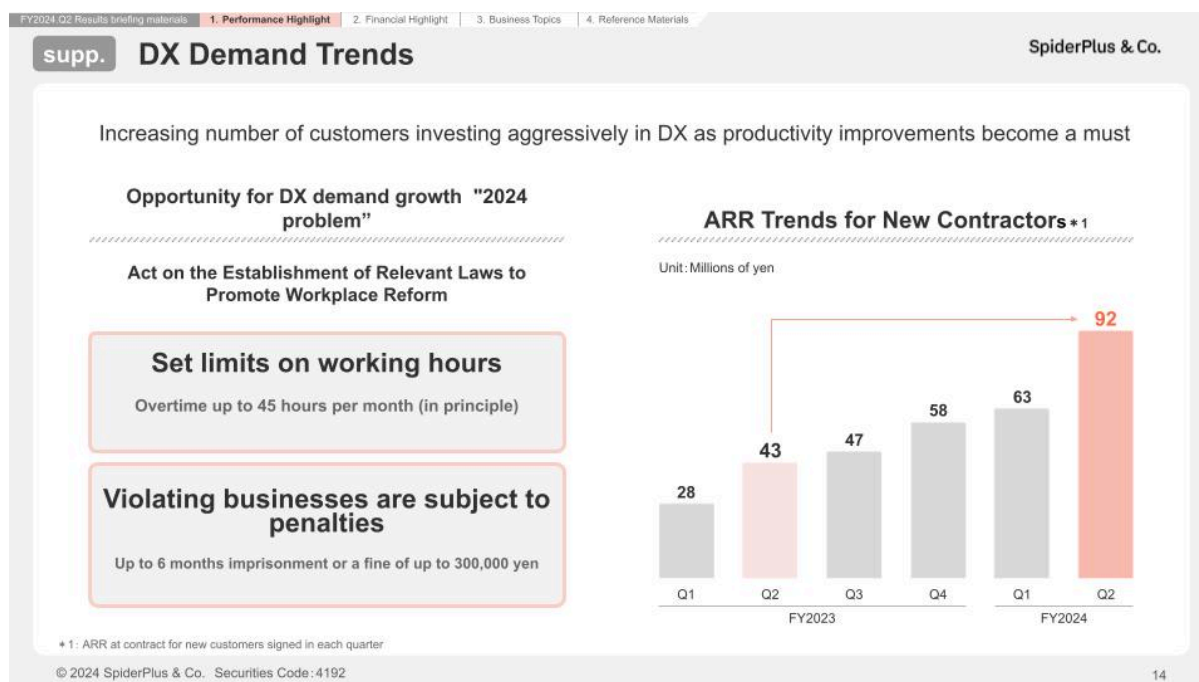 FY2024.Q2 Results briefing materials
1. Performance Highlight
2. Financial Highlight
3. Business Topics
4. Reference Materials
supp.
DX Demand Trends
SpiderPlus & Co.
Increasing number of customers investing aggressively in DX as productivity improvements become a must
Opportunity for DX demand growth "2024
problem”
Act on the Establishment of Relevant Laws to
Promote Workplace Reform
Set limits on working hours
Overtime up to 45 hours per month (in principle)
Violating businesses are subject to
penalties
Up to 6 months imprisonment or a fine of up to 300,000 yen
ARR Trends for New Contractors＊1
Unit：Millions of yen
28
43
47
58
63
92
Q1
Q2
Q3
Q4
Q1
Q2
FY2023
FY2024
＊1：ARR at contract for new customers signed in each quarter
© 2024 SpiderPlus & Co. Securities Code：4192
14